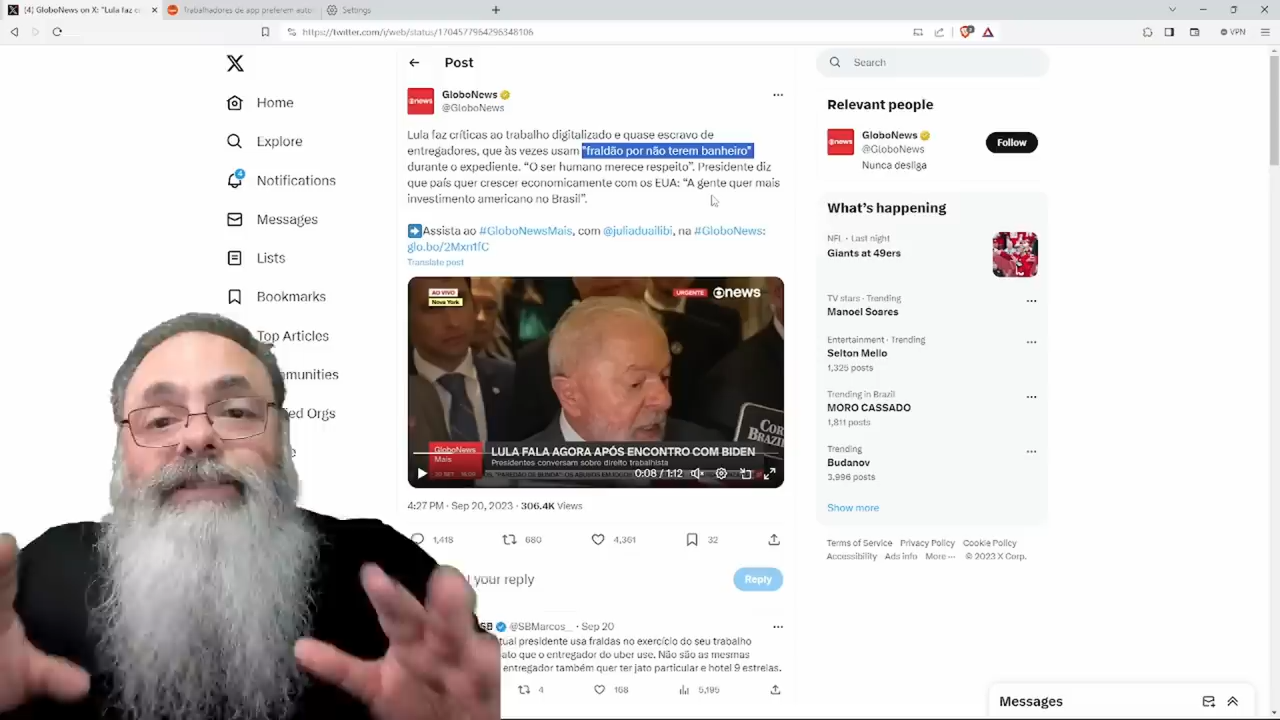 (4) GloboNews on X: "Lula faz c
Trabalhadores de app preferem auto
Settings
https://twitter.com/i/web/status/1704577964296348106
VPN
Home
Explore
4
Notifications
Messages
Lists
Bookmarks
Top Articles
Post
GloboNews
@GloboNews
Lula faz críticas ao trabalho digitalizado e quase escravo de
entregadores, que às vezes usam "fraldão por não terem banheiro"
durante o expediente. “O ser humano merece respeito”. Presidente diz
que país quer crescer economicamente com os EUA: “A gente quer mais
investimento americano no Brasil”.
➡Assista ao #GloboNewsMais, com @juliaduailibi, na #GloboNews:
glo.bo/2Mxn1fC
Translate post
AO VIVO
Nova York
URGENTE
news
GloboNews
Mais
LULA FALA AGORA APÓS ENCONTRO COM BIDEN
Presidentes conversam sobre direito trabalhista
0:08 / 1:12
4:27 PM · Sep 20, 2023 · 306.4K Views
1,418
680
4,361
32
your reply
Reply
SB @SBMarcos_ · Sep 20
tual presidente usa fraldas no exercício do seu trabalho
ato que o entregador do uber use. Não são as mesmas
entregador também quer ter jato particular e hotel 9 estrelas.
4
168
5,195
Search
Relevant people
GloboNews
@GloboNews
Follow
Nunca desliga
What’s happening
NFL · Last night
Giants at 49ers
TV stars · Trending
Manoel Soares
Entertainment · Trending
Selton Mello
1,325 posts
Trending in Brazil
MORO CASSADO
1,811 posts
Trending
Budanov
3,996 posts
Show more
Terms of Service Privacy Policy Cookie Policy
Accessibility Ads info More ··· © 2023 X Corp.
Messages